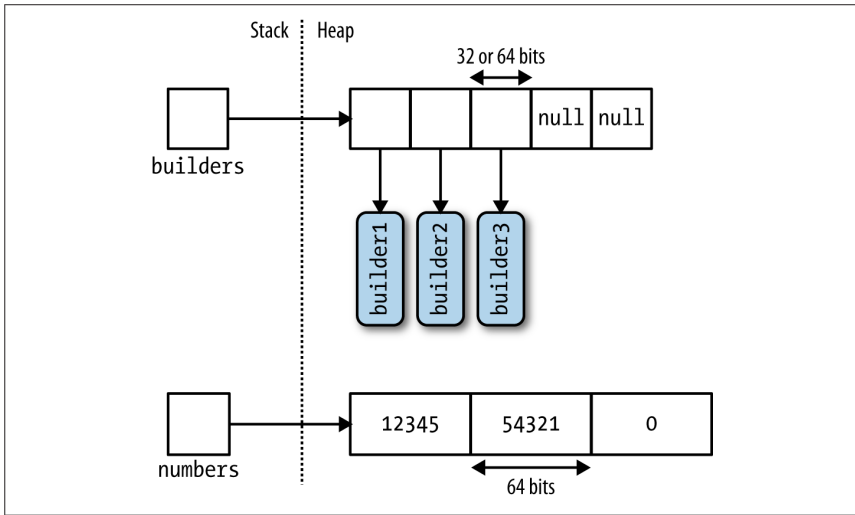 Stack Heap
32 or 64 bits
null null
builders
builder1 builder2 builder3
12345 54321 0
numbers
64 bits